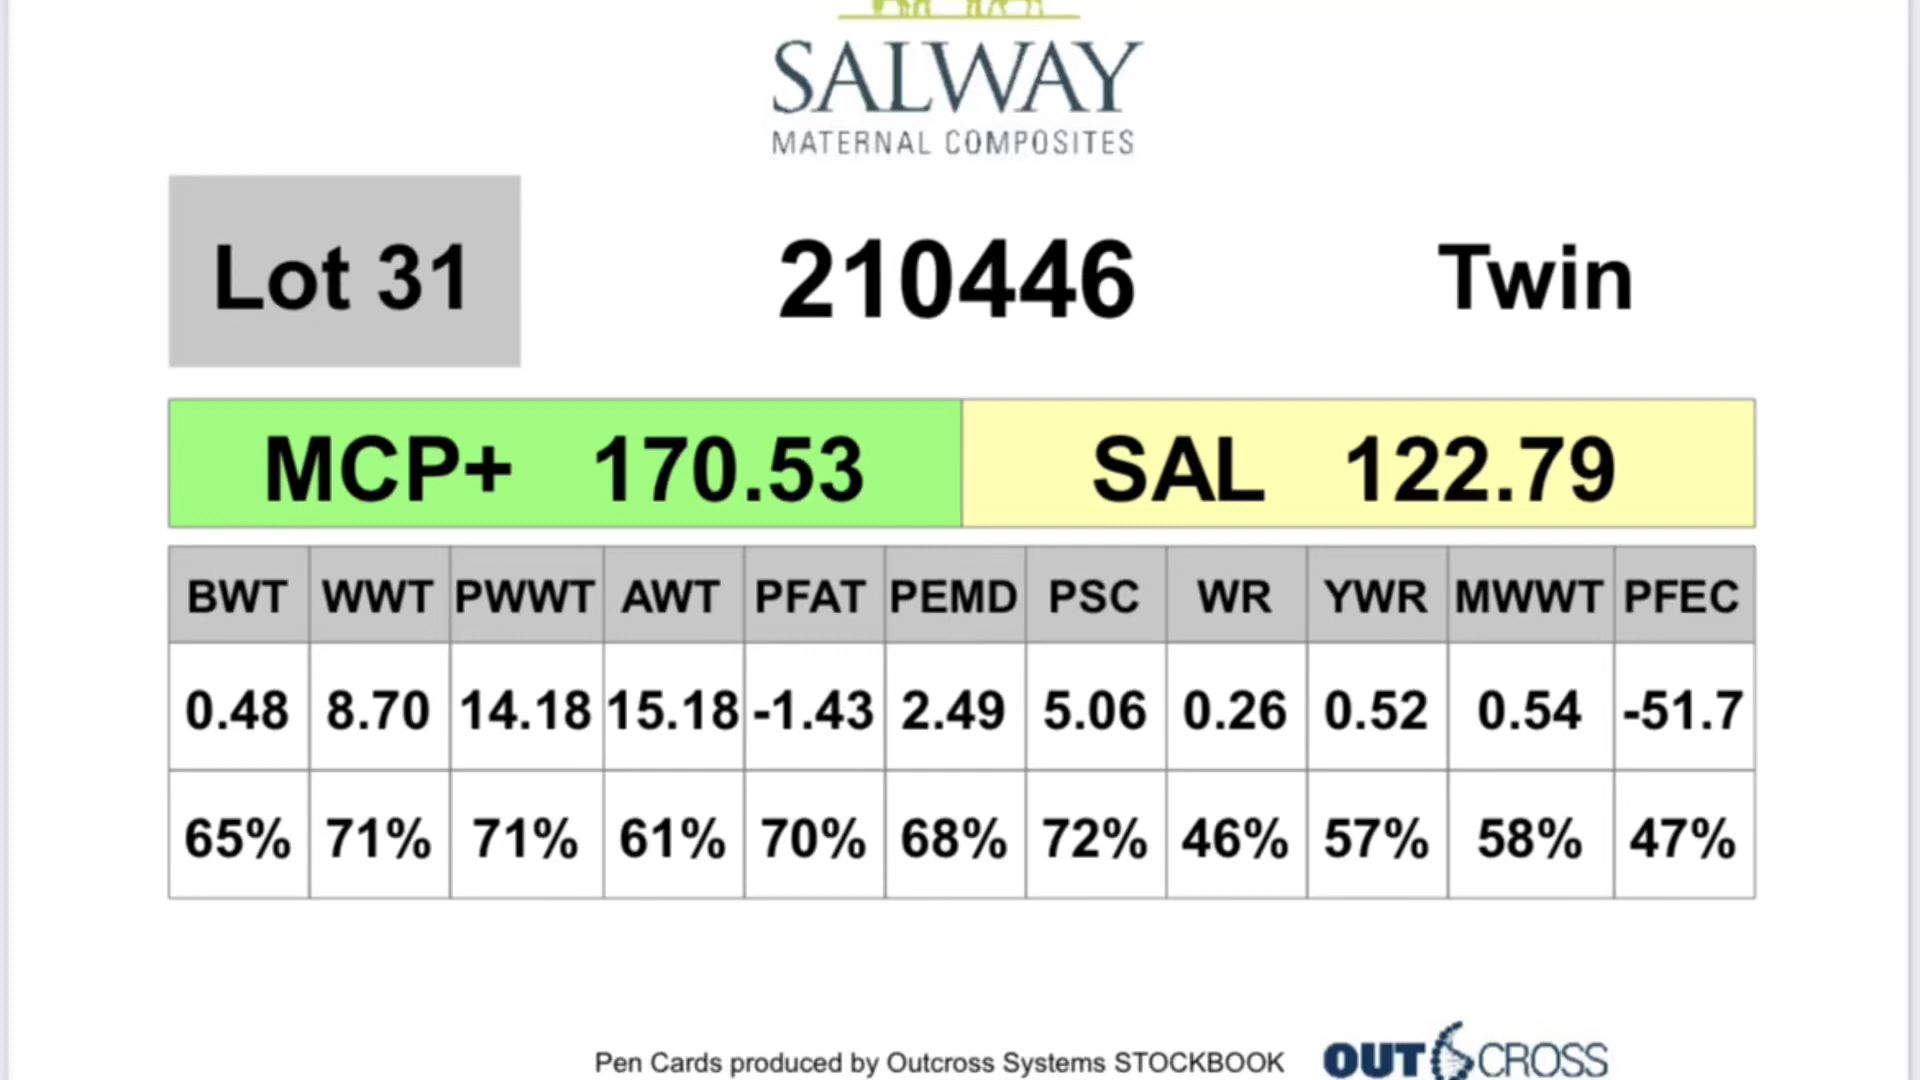 SALWAY
MATERNAL COMPOSITES
Lot 31 210446 Twin
MCP+ 170.53 SAL 122.79
BWT WWT PWWT AWT PFAT PEMD PSC WR YWR MWWT PFEC
0.48 8.70 14.18 15.18 -1.43 2.49 5.06 0.26 0.52 0.54 -51.7
65% 71% 71% 61% 70% 68% 72% 46% 57% 58% 47%
Pen Cards produced by Outcross Systems STOCKBOOK OUTCROSS